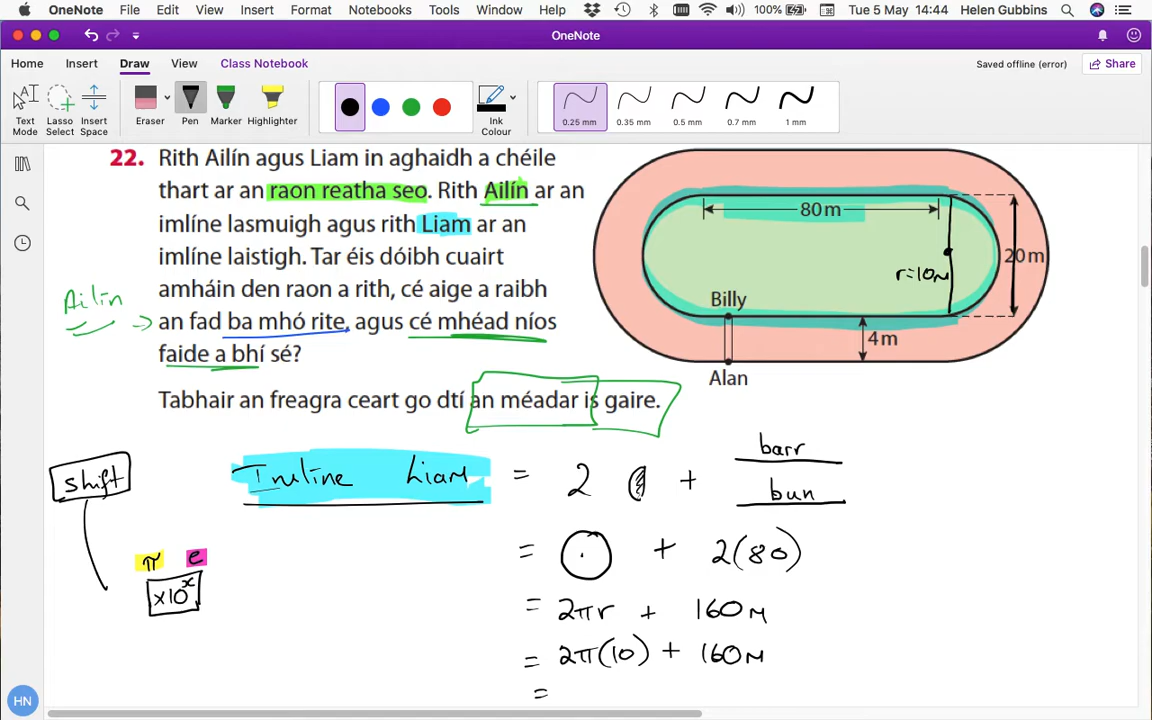 OneNote File Edit View Insert Format Notebooks Tools Window Help 100% Tue 5 May 14:44 Helen Gubbins
OneNote
Home Insert Draw View Class Notebook Saved offline (error) Share
Text Mode Lasso Select Insert Space Eraser Pen Marker Highlighter Ink Colour 0.25 mm 0.35 mm 0.5 mm 0.7 mm 1 mm
22. Rith Ailín agus Liam in aghaidh a chéile
thart ar an raon reatha seo. Rith Ailín ar an
imlíne lasmuigh agus rith Liam ar an
imlíne laistigh. Tar éis dóibh cuairt
amháin den raon a rith, cé aige a raibh
an fad ba mhó rite, agus cé mhéad níos
faide a bhí sé?
Tabhair an freagra ceart go dtí an méadar is gaire.
Ailín
80 m
20 m
r=10m
Billy
4 m
Alan
shift
π e
×10ˣ
Imlíne Liam = 2 + barr
bun
= + 2(80)
= 2πr + 160m
= 2π(10) + 160m
=
HN